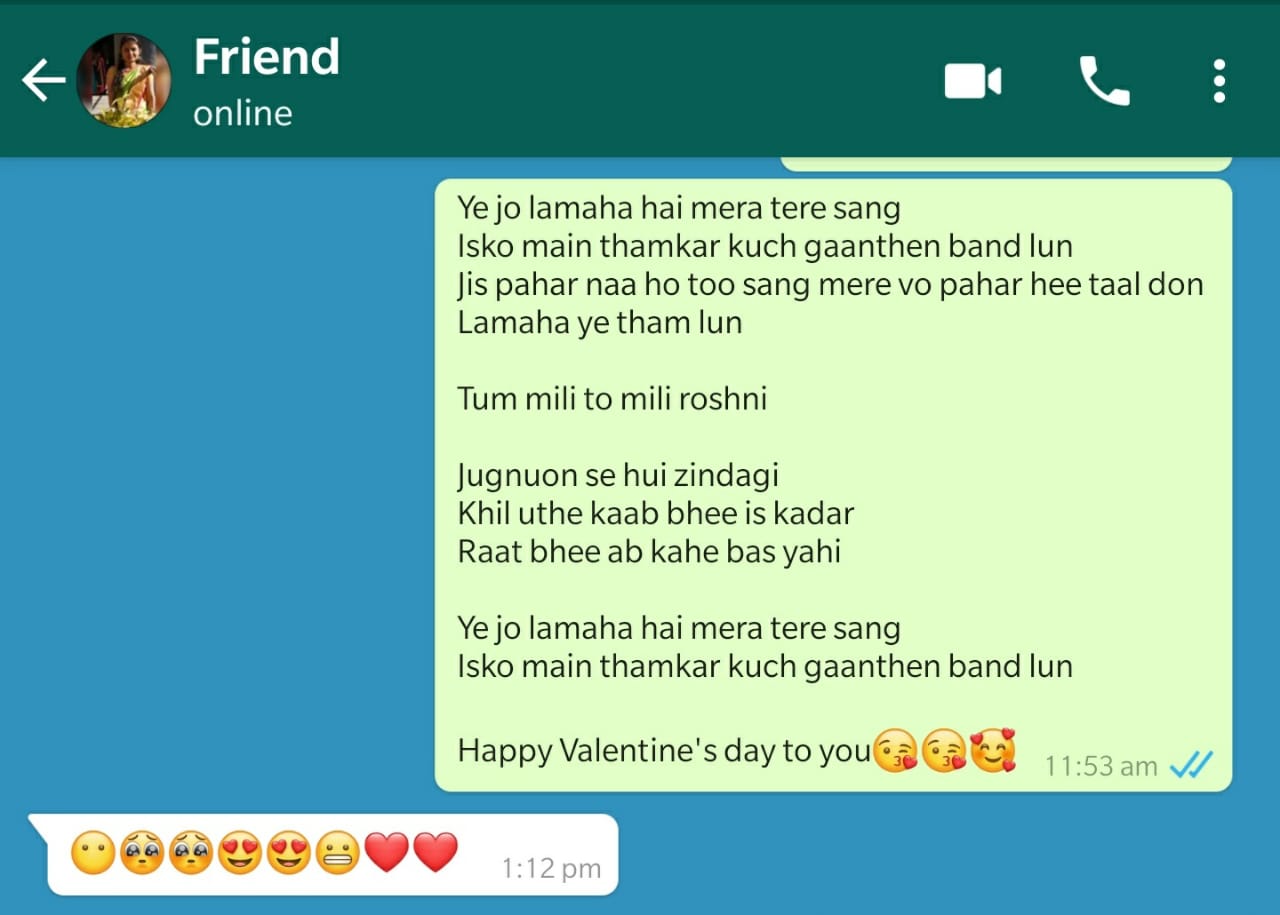 Friend
online
Ye jo lamaha hai mera tere sang
Isko main thamkar kuch gaanthen band lun
Jis pahar naa ho too sang mere vo pahar hee taal don
Lamaha ye tham lun
Tum mili to mili roshni
Jugnuon se hui zindagi
Khil uthe kaab bhee is kadar
Raat bhee ab kahe bas yahi
Ye jo lamaha hai mera tere sang
Isko main thamkar kuch gaanthen band lun
Happy Valentine's day to you😘😘🥰 11:53 am
😶🥺🥺😍😍😬❤️❤️ 1:12 pm